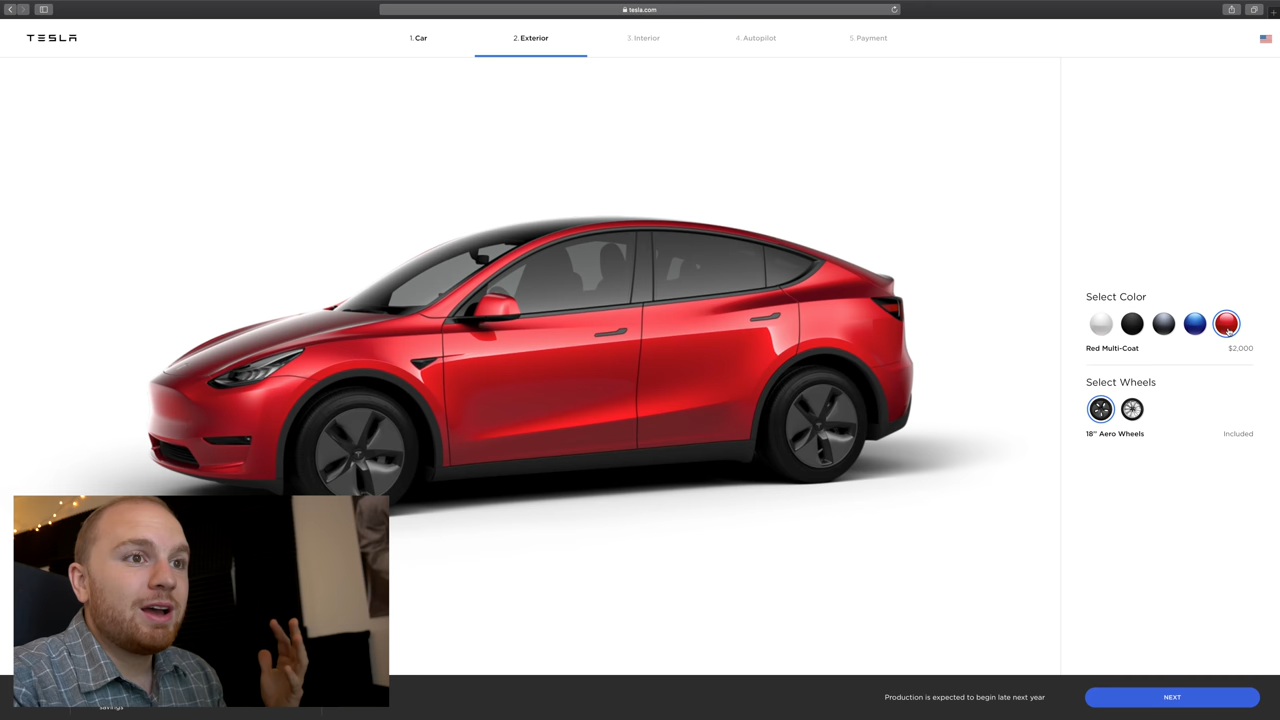 tesla.com
TESLA
1. Car
2. Exterior
3. Interior
4. Autopilot
5. Payment
Select Color
Red Multi-Coat $2,000
Select Wheels
18" Aero Wheels Included
savings
Production is expected to begin late next year
NEXT